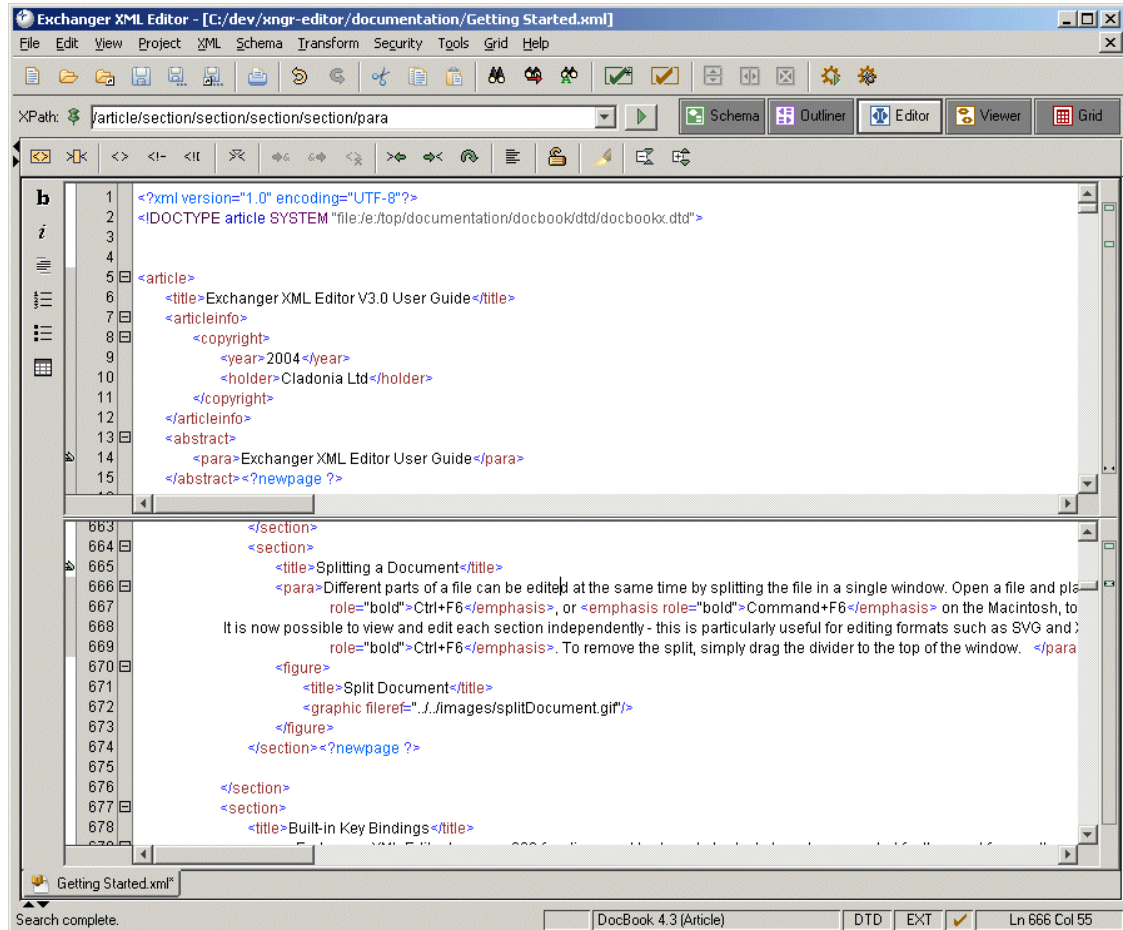 Exchanger XML Editor - [C:/dev/xngr-editor/documentation/Getting Started.xml]
File Edit View Project XML Schema Transform Security Tools Grid Help
XPath: /article/section/section/section/section/para Schema Outliner Editor Viewer Grid
b
i
1 <?xml version="1.0" encoding="UTF-8"?>
2 <!DOCTYPE article SYSTEM "file:/e:/top/documentation/docbook/dtd/docbookx.dtd">
3
4
5 <article>
6 <title>Exchanger XML Editor V3.0 User Guide</title>
7 <articleinfo>
8 <copyright>
9 <year>2004</year>
10 <holder>Cladonia Ltd</holder>
11 </copyright>
12 </articleinfo>
13 <abstract>
14 <para>Exchanger XML Editor User Guide</para>
15 </abstract><?newpage ?>
663 </section>
664 <section>
665 <title>Splitting a Document</title>
666 <para>Different parts of a file can be edited at the same time by splitting the file in a single window. Open a file and pla
667 role="bold">Ctrl+F6</emphasis>, or <emphasis role="bold">Command+F6</emphasis> on the Macintosh, to
668 It is now possible to view and edit each section independently - this is particularly useful for editing formats such as SVG and
669 role="bold">Ctrl+F6</emphasis>. To remove the split, simply drag the divider to the top of the window. </para
670 <figure>
671 <title>Split Document</title>
672 <graphic fileref="../../images/splitDocument.gif"/>
673 </figure>
674 </section><?newpage ?>
675
676 </section>
677 <section>
678 <title>Built-in Key Bindings</title>
Getting Started.xml*
Search complete. DocBook 4.3 (Article) DTD EXT Ln 666 Col 55